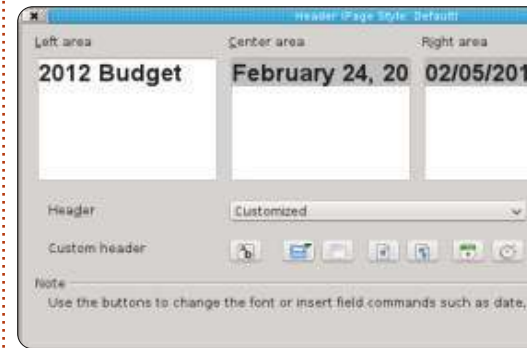 Header (Page Style: Default)
Left area Center area Right area
2012 Budget February 24, 20 02/05/201
Header Customized
Custom header
Note
Use the buttons to change the font or insert field commands such as date,